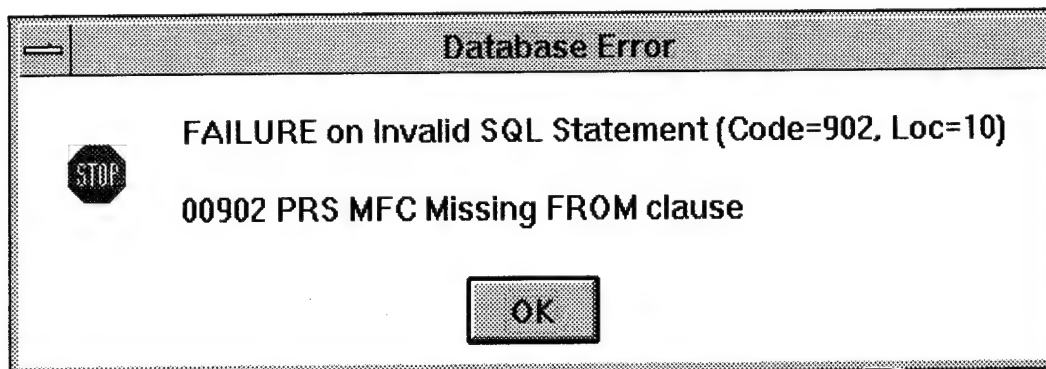 Database Error
FAILURE on Invalid SQL Statement (Code=902, Loc=10)
STOP
00902 PRS MFC Missing FROM clause
OK